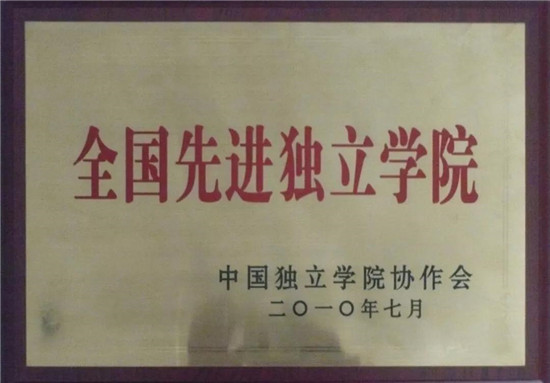 全国先进独立学院
中国独立学院协作会
二〇一〇年七月